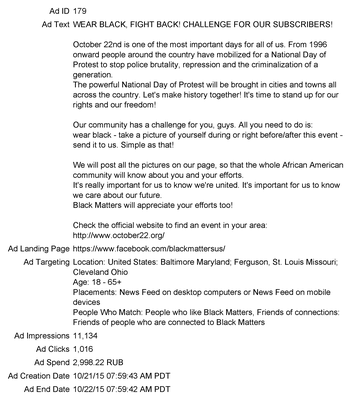 Ad ID 179
Ad Text WEAR BLACK, FIGHT BACK! CHALLENGE FOR OUR SUBSCRIBERS!
October 22nd is one of the most important days for all of us. From 1996
onward people around the country have mobilized for a National Day of
Protest to stop police brutality, repression and the criminalization of a
generation.
The powerful National Day of Protest will be brought in cities and towns all
across the country. Let's make history together! It's time to stand up for our
rights and our freedom!
Our community has a challenge for you, guys. All you need to do is:
wear black - take a picture of yourself during or right before/after this event -
send it to us. Simple as that!
We will post all the pictures on our page, so that the whole African American
community will know about you and your efforts.
It's really important for us to know we're united. It's important for us to know
we care about our future.
Black Matters will appreciate your efforts too!
Check the official website to find an event in your area:
http://www.october22.org/
Ad Landing Page https://www.facebook.com/blackmattersus/
Ad Targeting Location: United States: Baltimore Maryland; Ferguson, St. Louis Missouri;
Cleveland Ohio
Age: 18 - 65+
Placements: News Feed on desktop computers or News Feed on mobile
devices
People Who Match: People who like Black Matters, Friends of connections:
Friends of people who are connected to Black Matters
Ad Impressions 11,134
Ad Clicks 1,016
Ad Spend 2,998.22 RUB
Ad Creation Date 10/21/15 07:59:43 AM PDT
Ad End Date 10/22/15 07:59:42 AM PDT